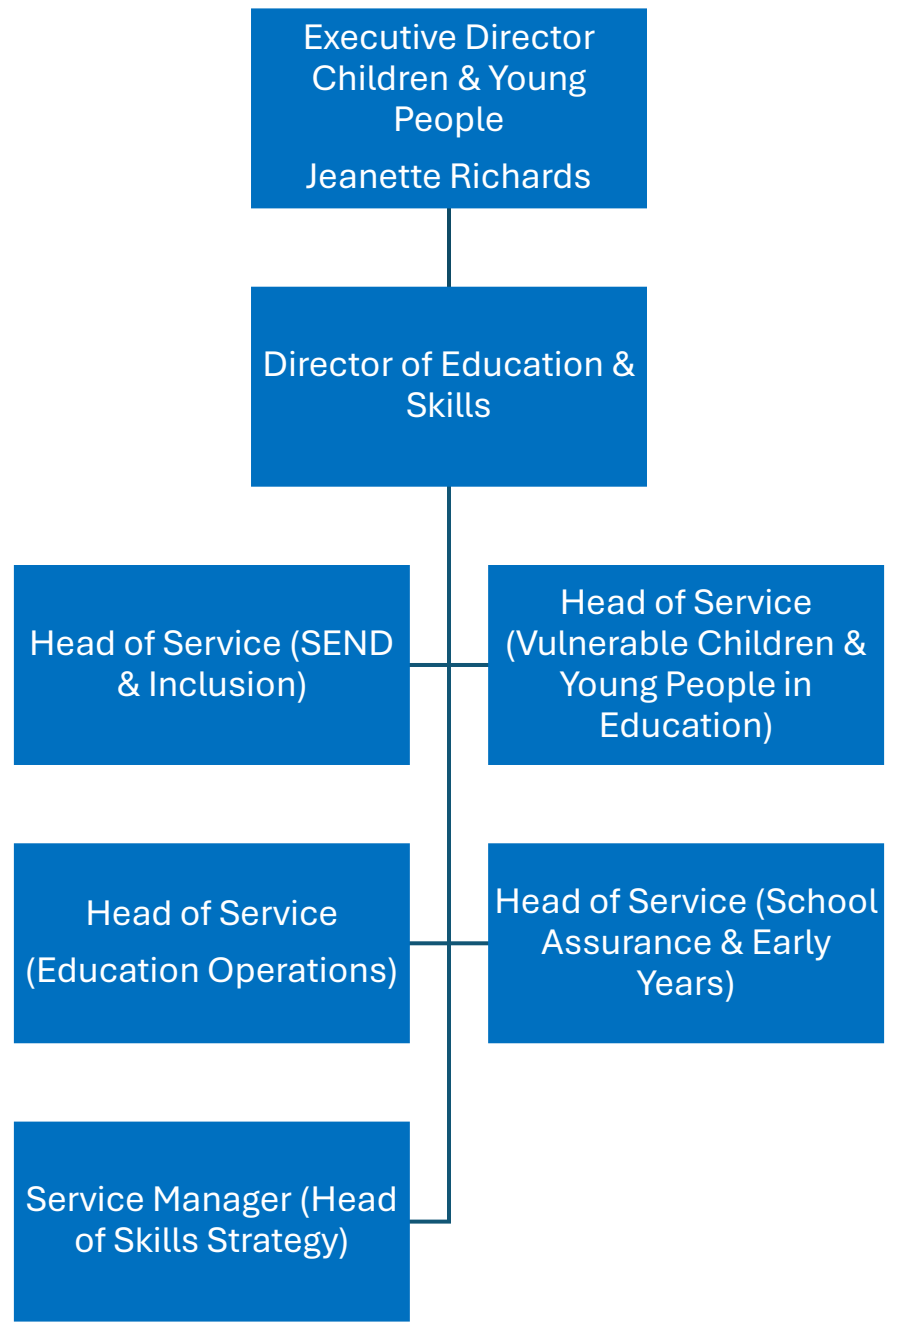 Executive Director
Children & Young
People
Jeanette Richards
Director of Education &
Skills
Head of Service (SEND
& Inclusion)
Head of Service
(Vulnerable Children &
Young People in
Education)
Head of Service
(Education Operations)
Head of Service (School
Assurance & Early
Years)
Service Manager (Head
of Skills Strategy)